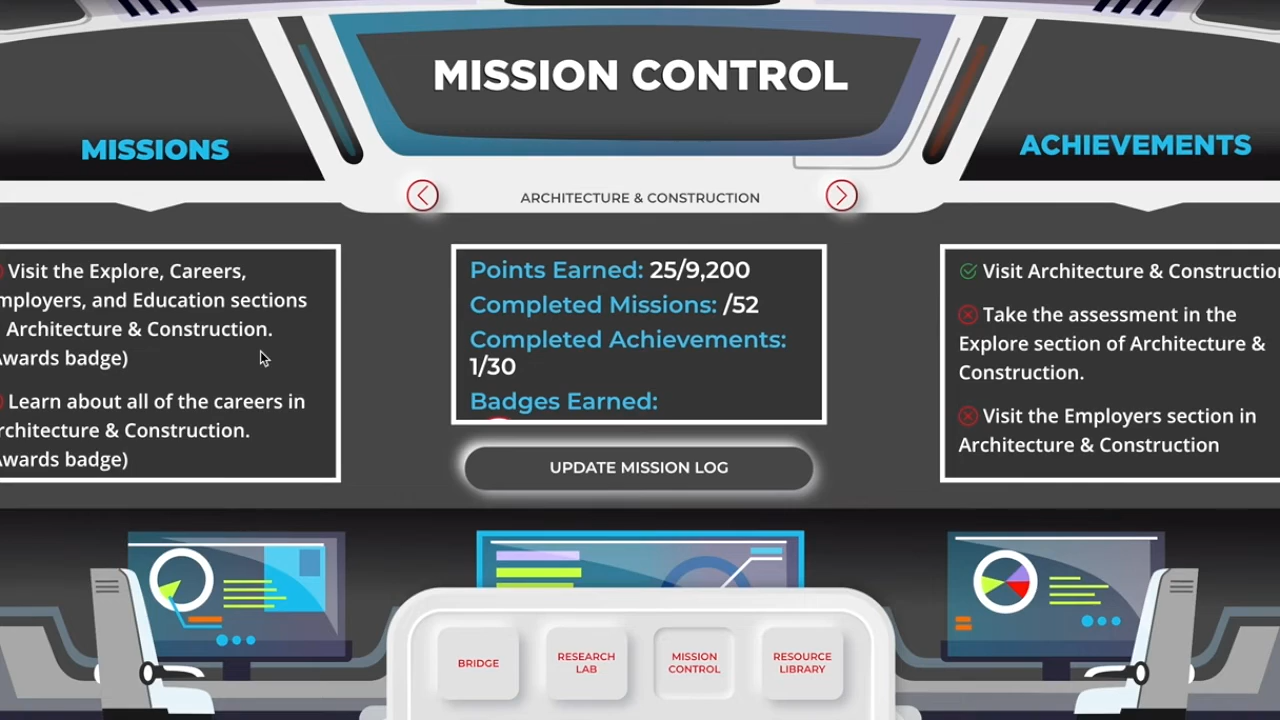 MISSION CONTROL
MISSIONS
ACHIEVEMENTS
ARCHITECTURE & CONSTRUCTION
Visit the Explore, Careers,
mployers, and Education sections
Architecture & Construction.
wards badge)
Learn about all of the careers in
rchitecture & Construction.
wards badge)
Points Earned: 25/9,200
Completed Missions: /52
Completed Achievements:
1/30
Badges Earned:
UPDATE MISSION LOG
Visit Architecture & Construction
Take the assessment in the
Explore section of Architecture &
Construction.
Visit the Employers section in
Architecture & Construction
BRIDGE
RESEARCH
LAB
MISSION
CONTROL
RESOURCE
LIBRARY